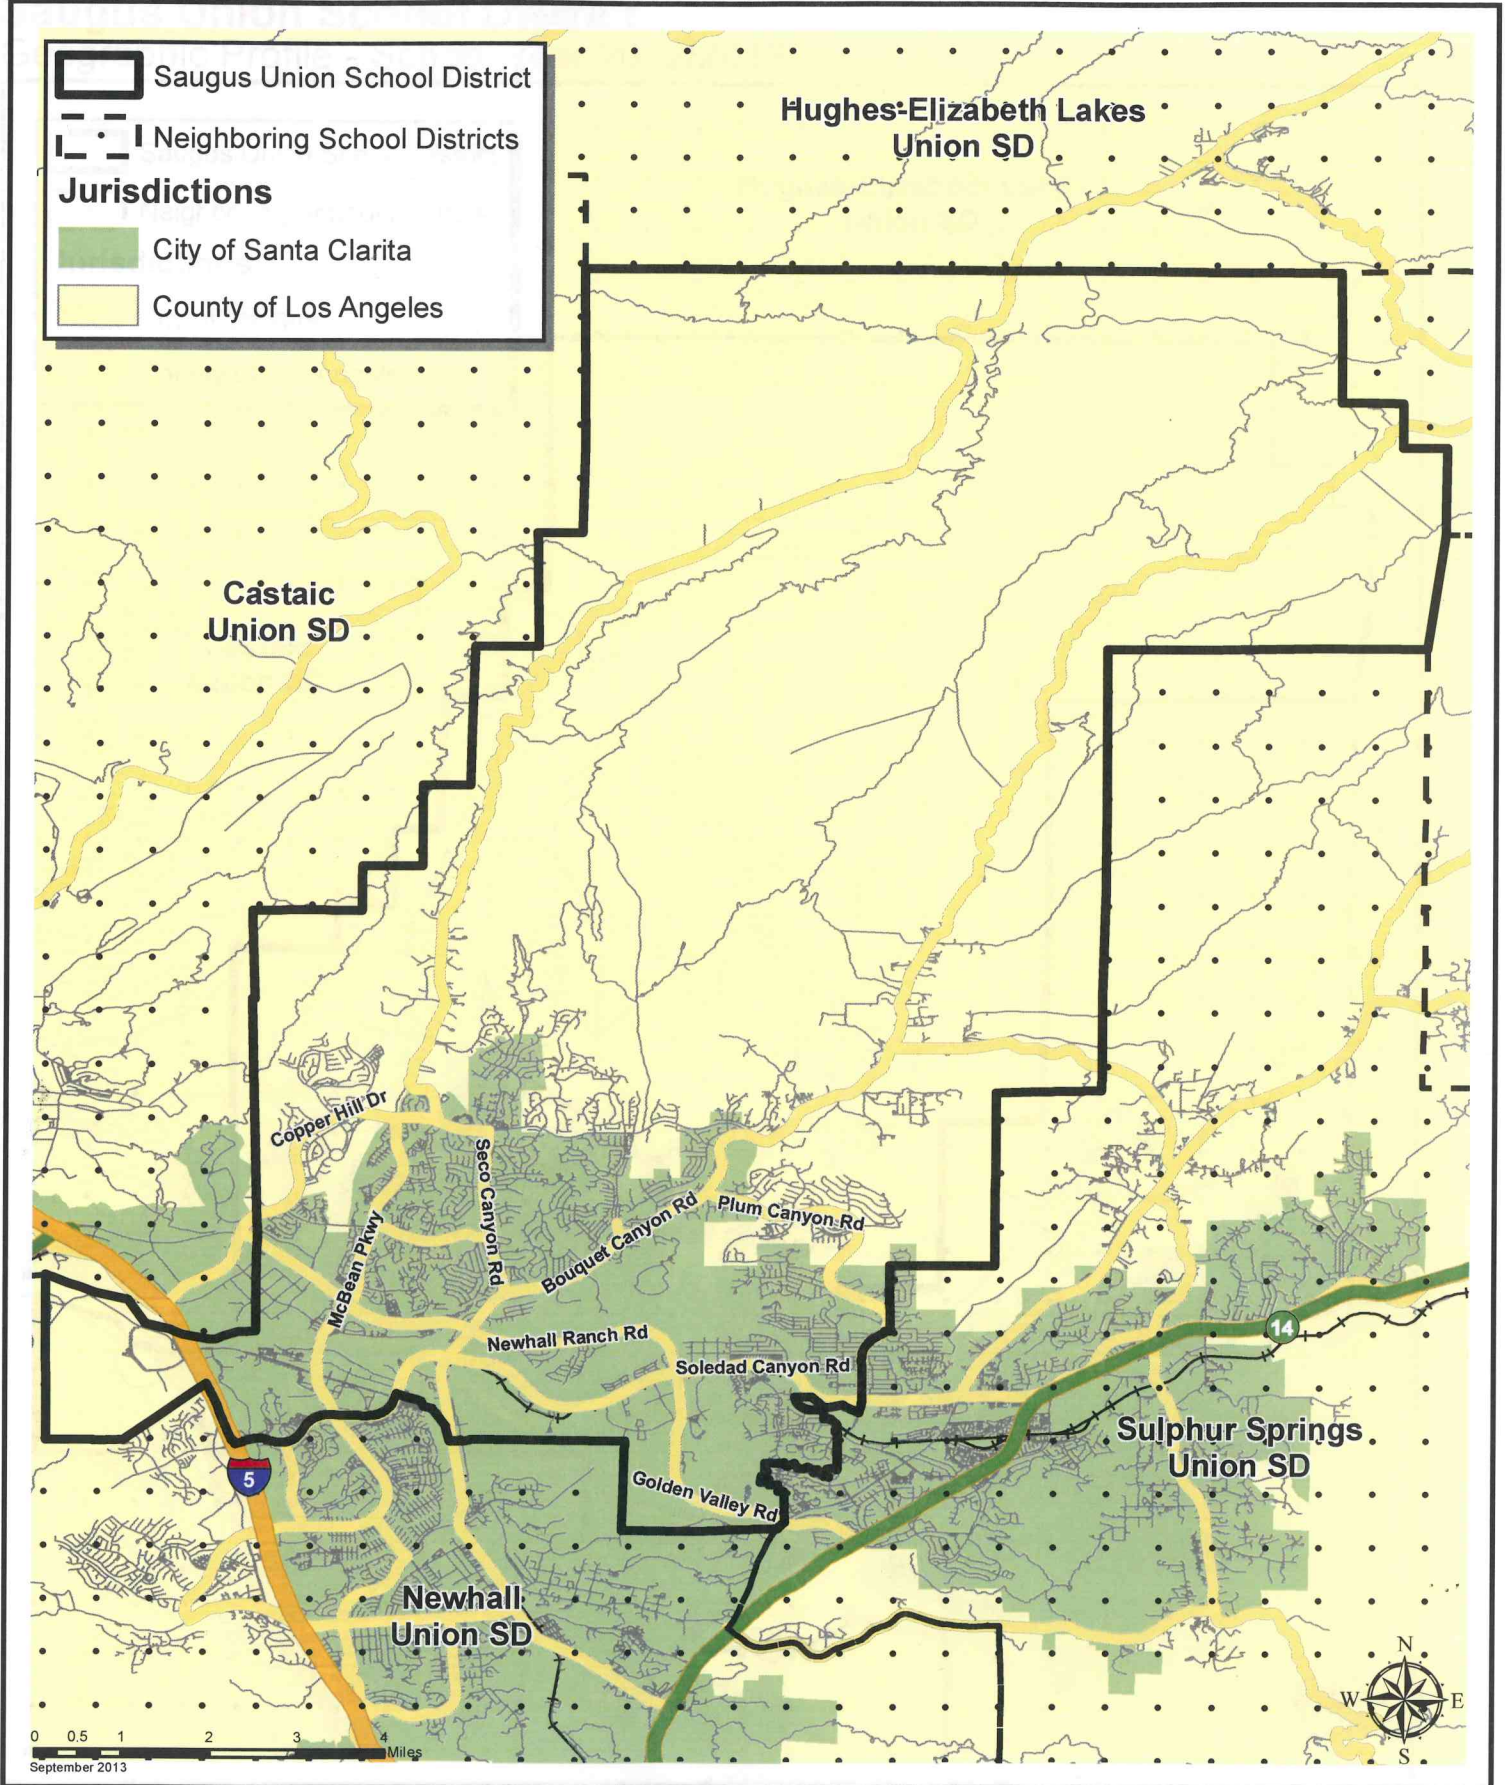 Saugus Union School District
Neighboring School Districts
Jurisdictions
City of Santa Clarita
County of Los Angeles
Hughes-Elizabeth Lakes
Union SD
Castaic
Union SD
Copper Hill Dr
Seco Canyon Rd
McBean Pkwy
Bouquet Canyon Rd
Plum Canyon Rd
Newhall Ranch Rd
Soledad Canyon Rd
14
Sulphur Springs
Union SD
5
Golden Valley Rd
Newhall
Union SD
N
W
E
S
0 0.5 1 2 3 4
Miles
September 2013